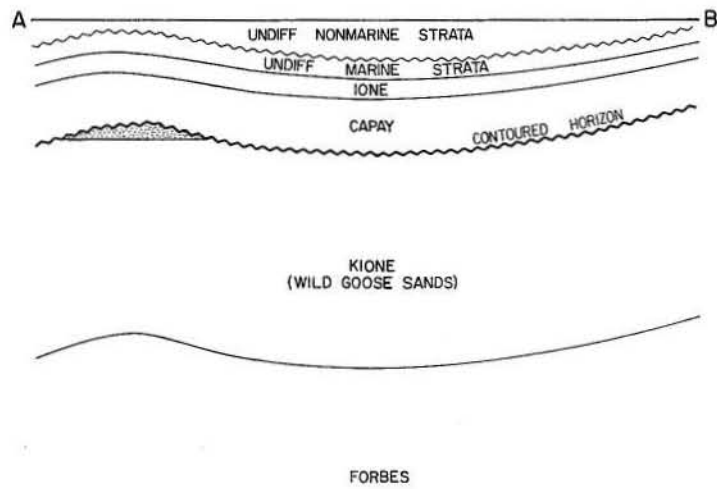 A
B
UNDIFF NONMARINE STRATA
UNDIFF MARINE STRATA
IONE
CAPAY
CONTOURED HORIZON
KIONE
(WILD GOOSE SANDS)
FORBES